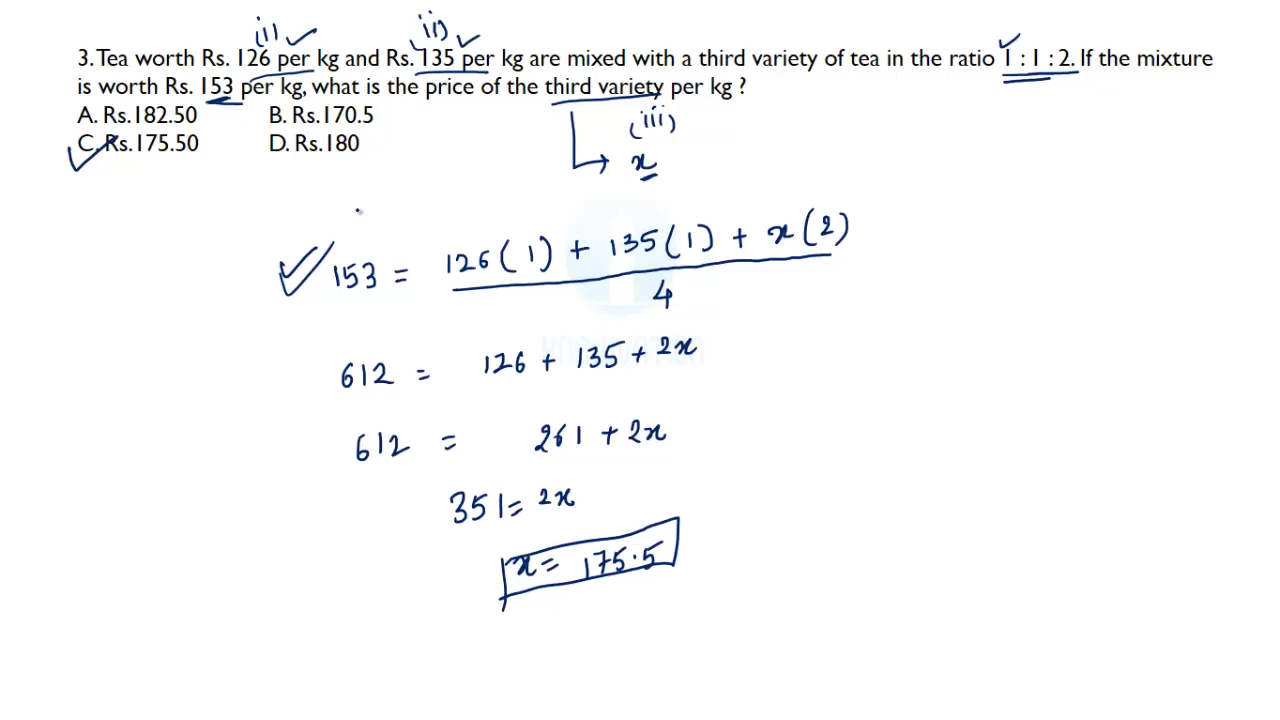 (i) (ii)
3. Tea worth Rs. 126 per kg and Rs. 135 per kg are mixed with a third variety of tea in the ratio 1 : 1 : 2. If the mixture
is worth Rs. 153 per kg, what is the price of the third variety per kg ?
A. Rs.182.50 B. Rs.170.5
(iii)
C. Rs.175.50 D. Rs.180
x
153 = 126(1) + 135(1) + x(2)
4
612 = 126 + 135 + 2x
612 = 261 + 2x
351 = 2x
x = 175.5